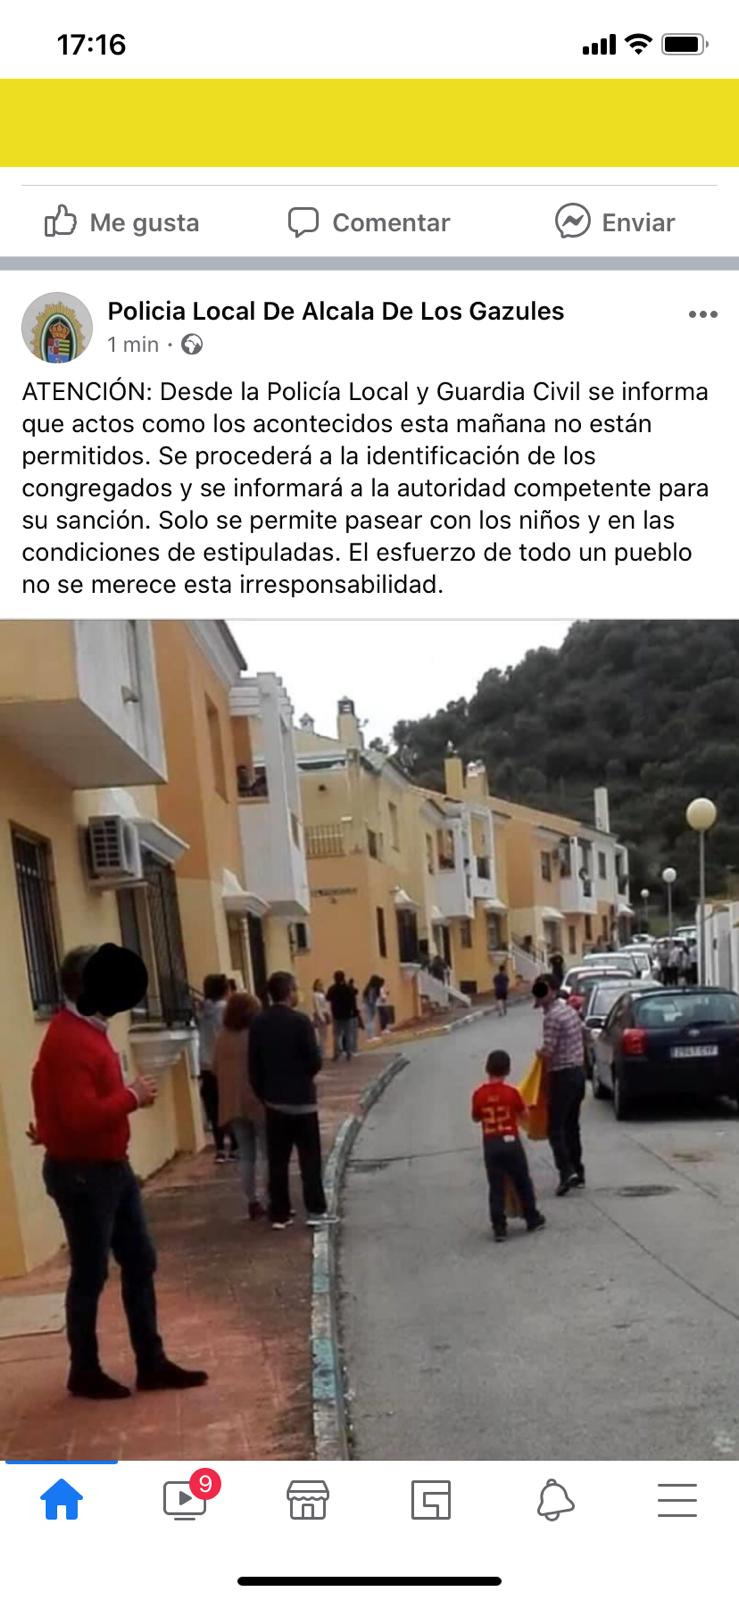 17:16
Me gusta
Comentar
Enviar
Policia Local De Alcala De Los Gazules
1 min ·
ATENCIÓN: Desde la Policía Local y Guardia Civil se informa
que actos como los acontecidos esta mañana no están
permitidos. Se procederá a la identificación de los
congregados y se informará a la autoridad competente para
su sanción. Solo se permite pasear con los niños y en las
condiciones de estipuladas. El esfuerzo de todo un pueblo
no se merece esta irresponsabilidad.
22
9